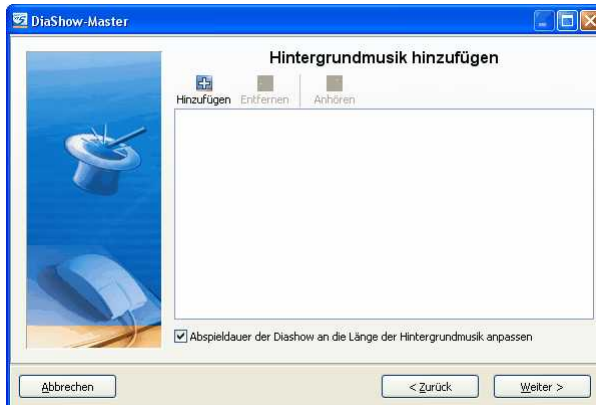 DiaShow-Master
Hintergrundmusik hinzufügen
Hinzufügen Entfernen Anhören
Abspieldauer der Diashow an die Länge der Hintergrundmusik anpassen
Abbrechen < Zurück Weiter >